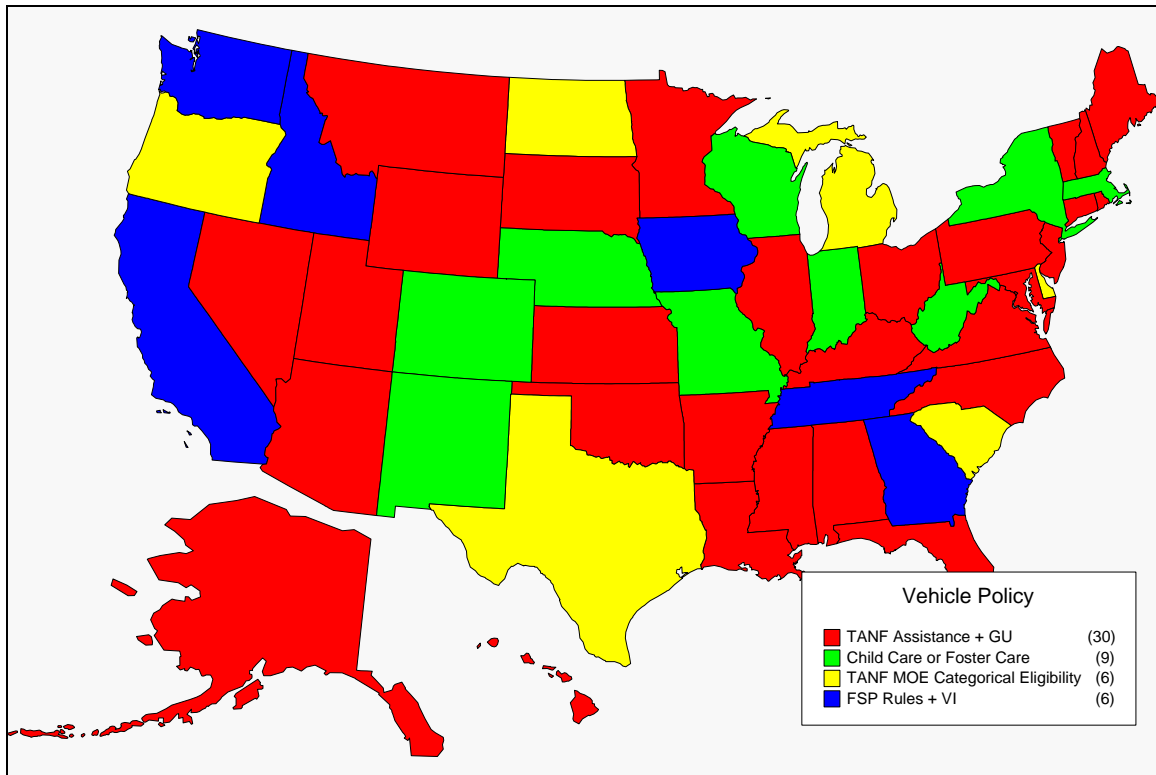 Vehicle Policy
TANF Assistance + GU (30)
Child Care or Foster Care (9)
TANF MOE Categorical Eligibility (6)
FSP Rules + VI (6)